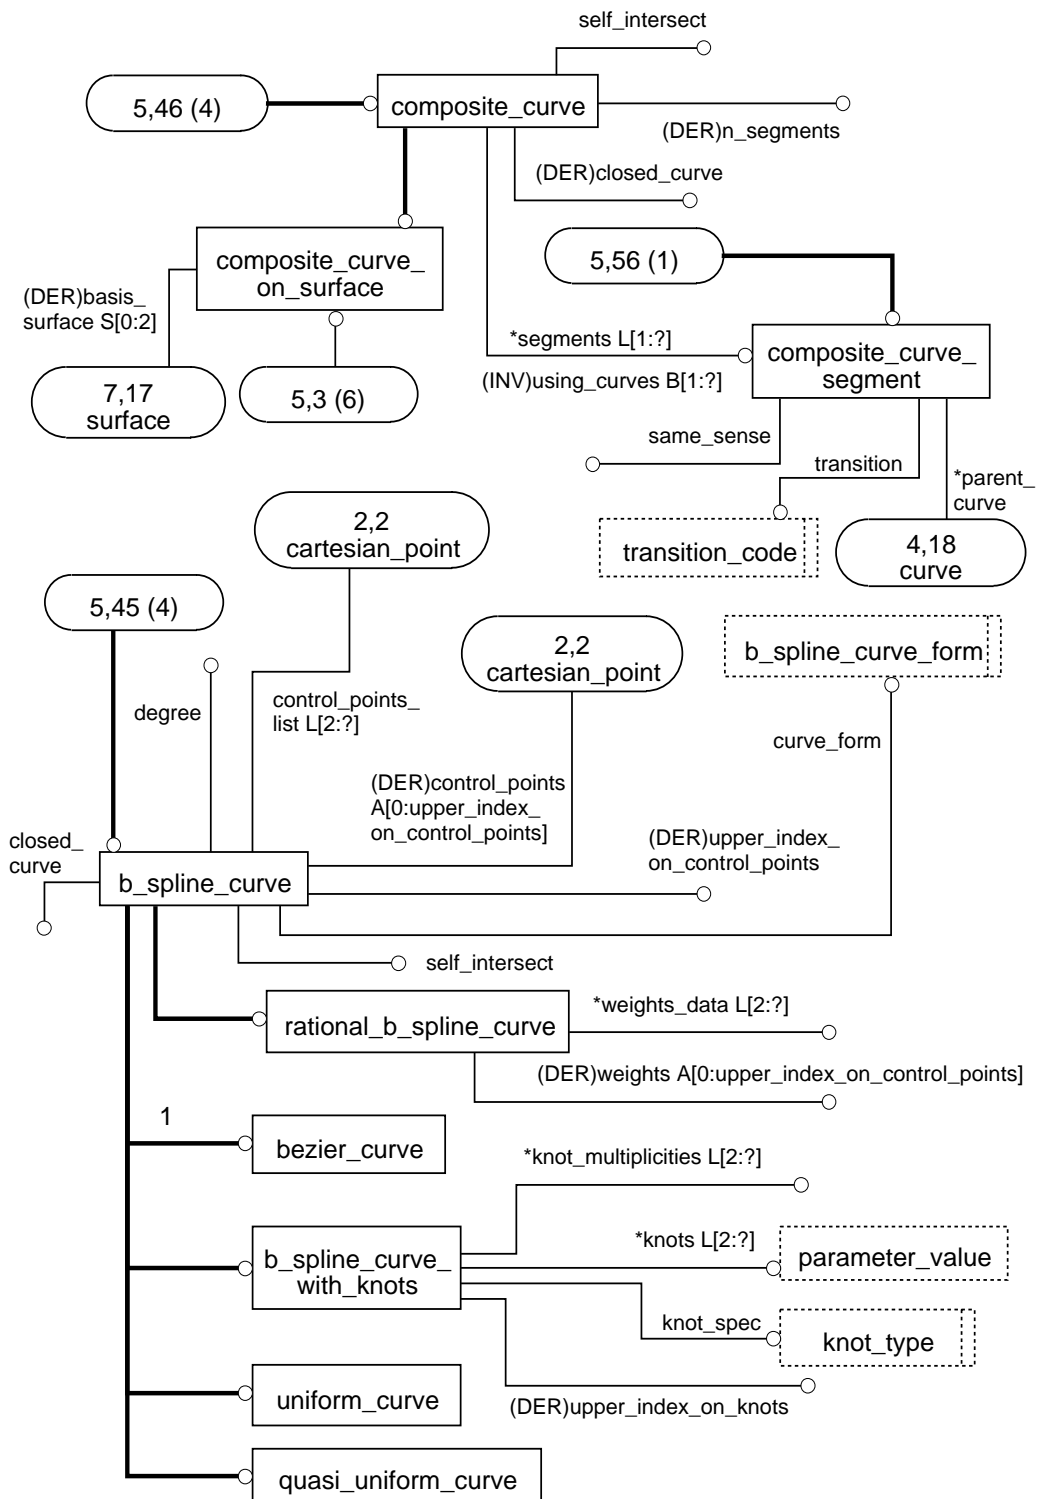 self_intersect
5,46 (4)
composite_curve
(DER)n_segments
(DER)closed_curve
composite_curve_
on_surface
5,56 (1)
(DER)basis_
surface S[0:2]
*segments L[1:?]
composite_curve_
segment
(INV)using_curves B[1:?]
7,17
surface
5,3 (6)
same_sense
transition
*parent_
curve
2,2
cartesian_point
transition_code
4,18
curve
5,45 (4)
2,2
cartesian_point
b_spline_curve_form
degree
control_points_
list L[2:?]
curve_form
(DER)control_points
A[0:upper_index_
on_control_points]
closed_
curve
(DER)upper_index_
on_control_points
b_spline_curve
self_intersect
rational_b_spline_curve
*weights_data L[2:?]
(DER)weights A[0:upper_index_on_control_points]
1
bezier_curve
*knot_multiplicities L[2:?]
b_spline_curve_
with_knots
*knots L[2:?]
parameter_value
knot_spec
knot_type
uniform_curve
(DER)upper_index_on_knots
quasi_uniform_curve